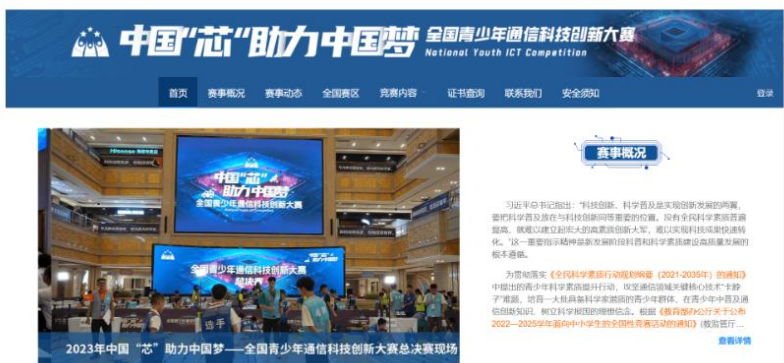 中国“芯“助力中国梦 全国青少年通信科技创新大赛
National Youth ICT Competition
首页 赛事概况 赛事动态 全国赛区 竞赛内容 证书查询 联系我们 安全须知 登录
Hisense
中国“芯”
助力中国梦
全国青少年通信科技创新大赛
全国青少年通信科技创新大赛
总决赛
选手
2023年中国“芯”助力中国梦——全国青少年通信科技创新大赛总决赛现场
赛事概况
习近平总书记指出：“科技创新、科学普及是实现创新发展的两翼，
要把科学普及放在与科技创新同等重要的位置。没有全民科学素质普遍
提高，就难以建立起宏大的高素质创新大军，难以实现科技成果快速转
化。”这一重要指示精神是新发展阶段科普和科学素质建设高质量发展的
根本遵循。
为贯彻落实《全民科学素质行动规划纲要（2021-2035年）的通知》
中提出的青少年科学素质提升行动，攻坚通信领域关键核心技术“卡脖
子”难题，培育一大批具备科学家潜质的青少年群体，在青少年中普及通
信创新知识，树立科学报国的理想信念。根据《教育部办公厅关于公布
2022—2025学年面向中小学生的全国性竞赛活动的通知》(教监管厅...
查看详情